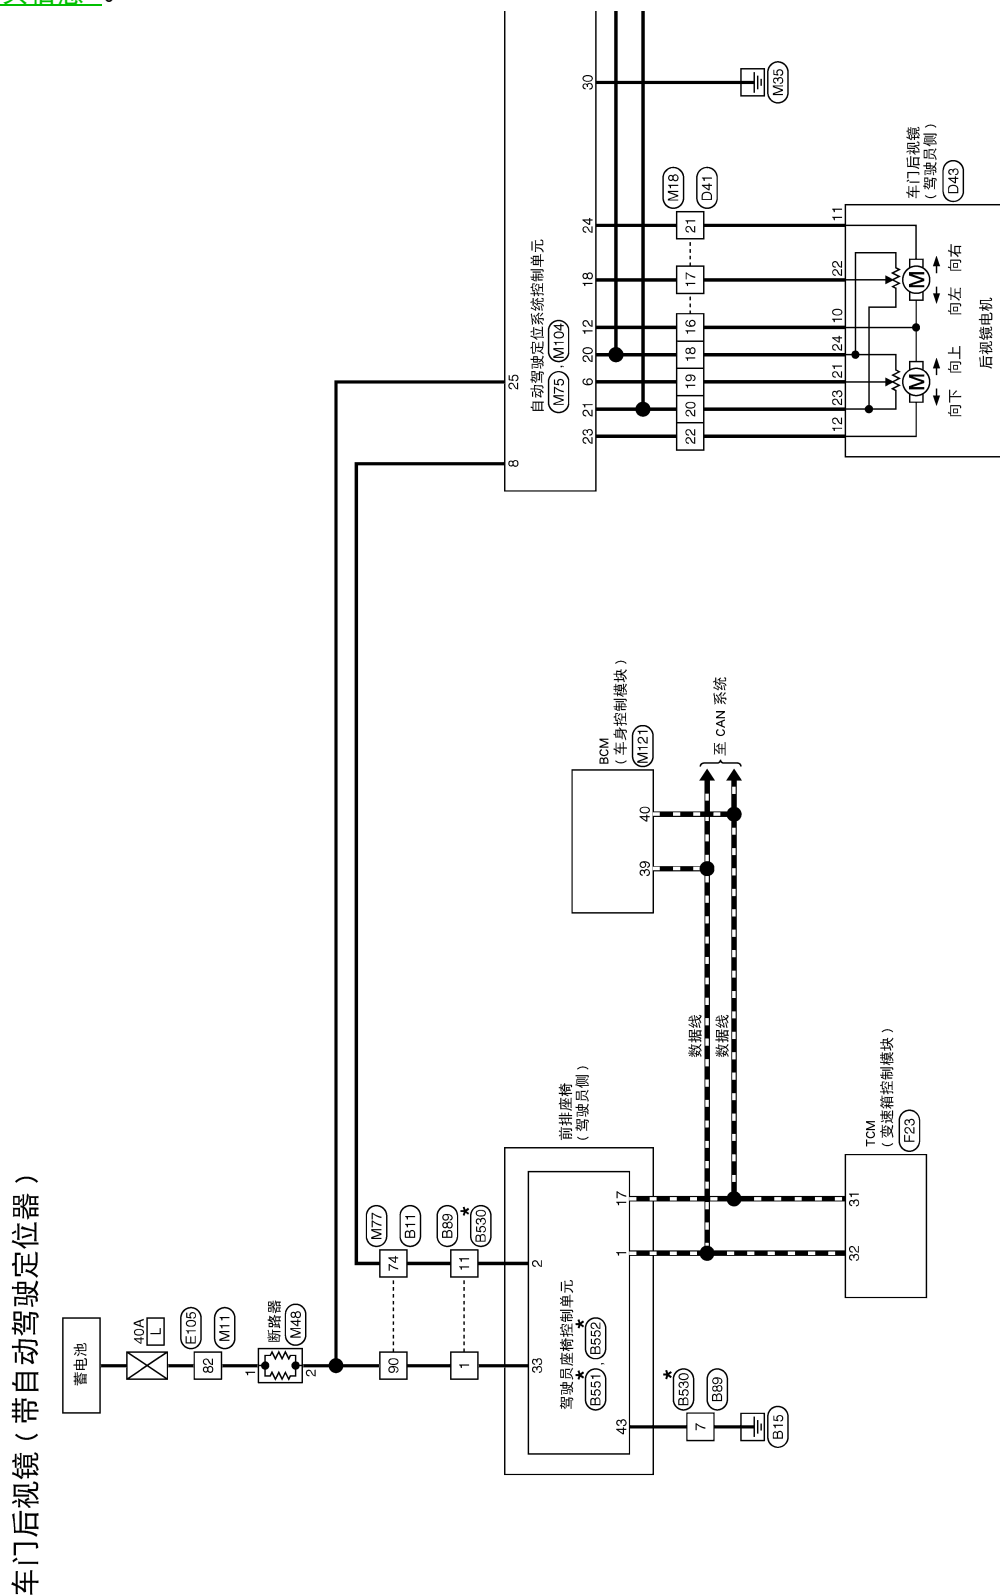 车门后视镜（带自动驾驶定位器）
蓄电池
40A
L
E105
82
M11
断路器
M48
1
2
M77
74
B11
90
B89
B530
11
1
前排座椅
（驾驶员侧）
2
33
驾驶员座椅控制单元
B551, B552
43
1
17
B530
7
B89
B15
数据线
数据线
TCM
（变速箱控制模块）
F23
32
31
BCM
（车身控制模块）
M121
39
40
至 CAN 系统
8
25
自动驾驶定位系统控制单元
M75, M104
23
21
6
20
12
18
24
30
M35
M18
D41
22
20
19
18
16
17
21
12
23
21
24
10
22
11
车门后视镜
（驾驶员侧）
D43
M
M
向下
向上
向左
向右
后视镜电机